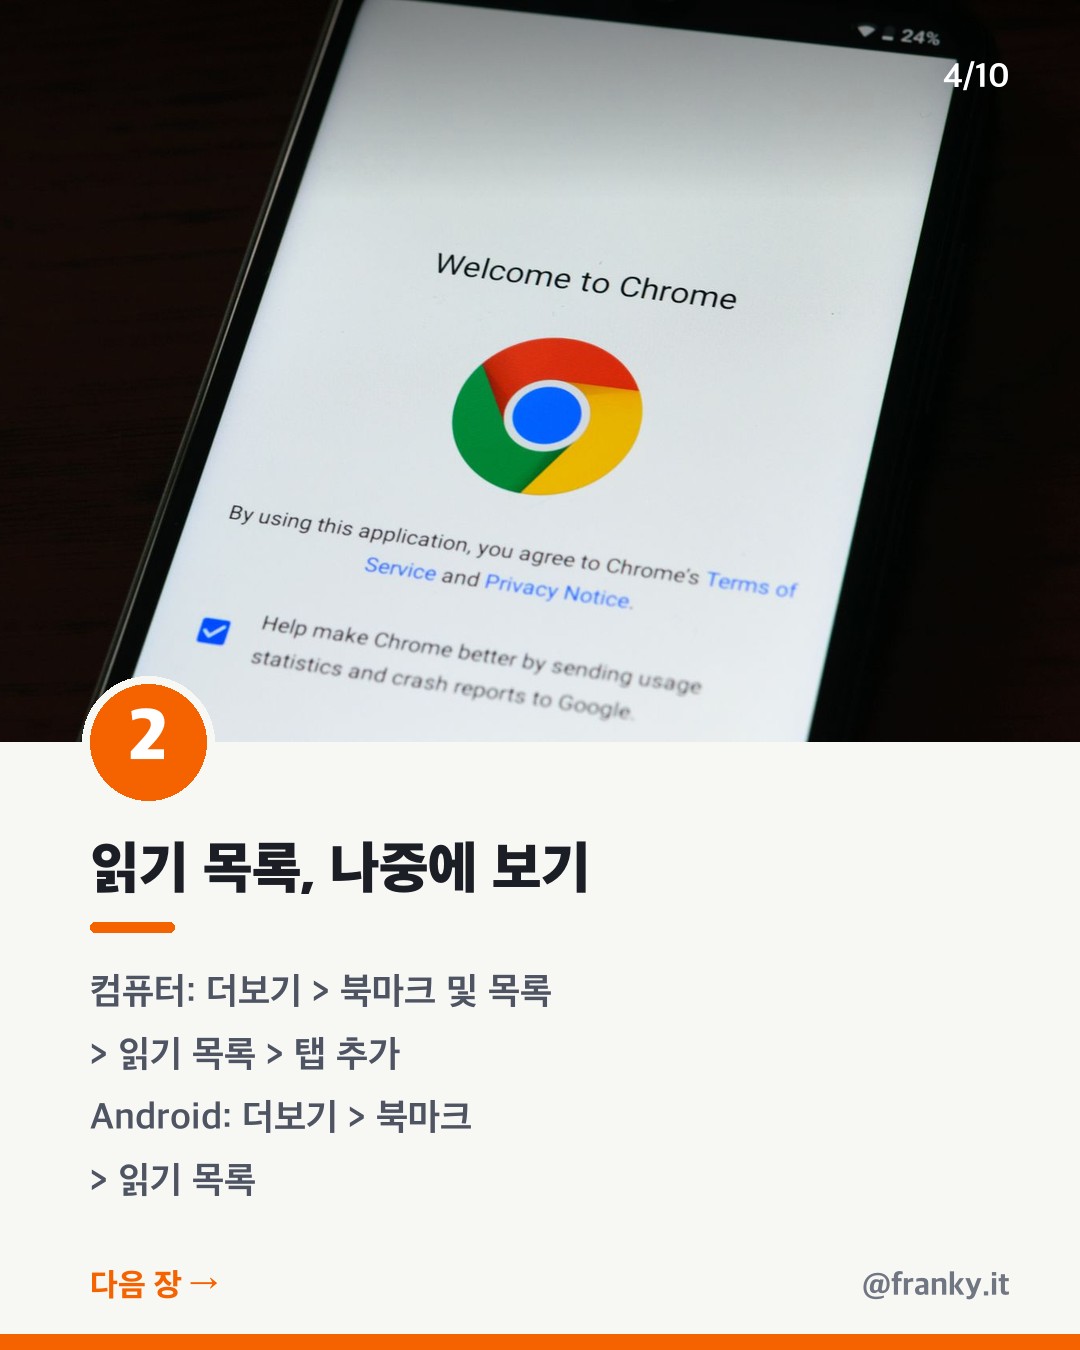 24%
4/10
Welcome to Chrome
By using this application, you agree to Chrome's Terms of
Service and Privacy Notice.
Help make Chrome better by sending usage
statistics and crash reports to Google.
2
읽기 목록, 나중에 보기
컴퓨터: 더보기 > 북마크 및 목록
> 읽기 목록 > 탭 추가
Android: 더보기 > 북마크
> 읽기 목록
다음 장 →
@franky.it